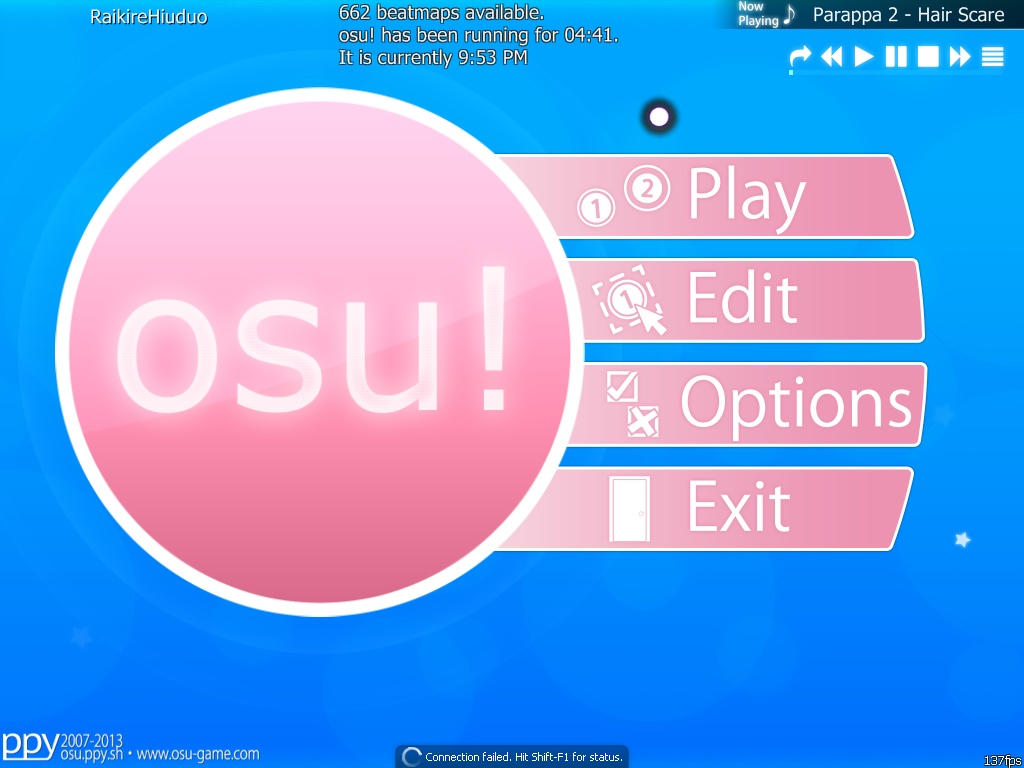 RaikireHiuduo
662 beatmaps available.
osu! has been running for 04:41.
It is currently 9:53 PM
Now
Playing
Parappa 2 - Hair Scare
1
2
Play
osu!
1
Edit
Options
Exit
ppy 2007-2013
osu.ppy.sh • www.osu-game.com
Connection failed. Hit Shift-F1 for status.
137fps